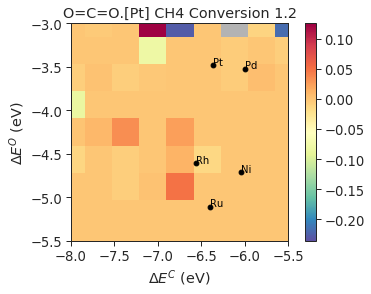 O=C=O.[Pt] CH4 Conversion 1.2
−3.0
−3.5
−4.0
−4.5
−5.0
−5.5
ΔE^O (eV)
Pt
Pd
Rh
Ni
Ru
−8.0 −7.5 −7.0 −6.5 −6.0 −5.5
ΔE^C (eV)
0.10
0.05
0.00
−0.05
−0.10
−0.15
−0.20